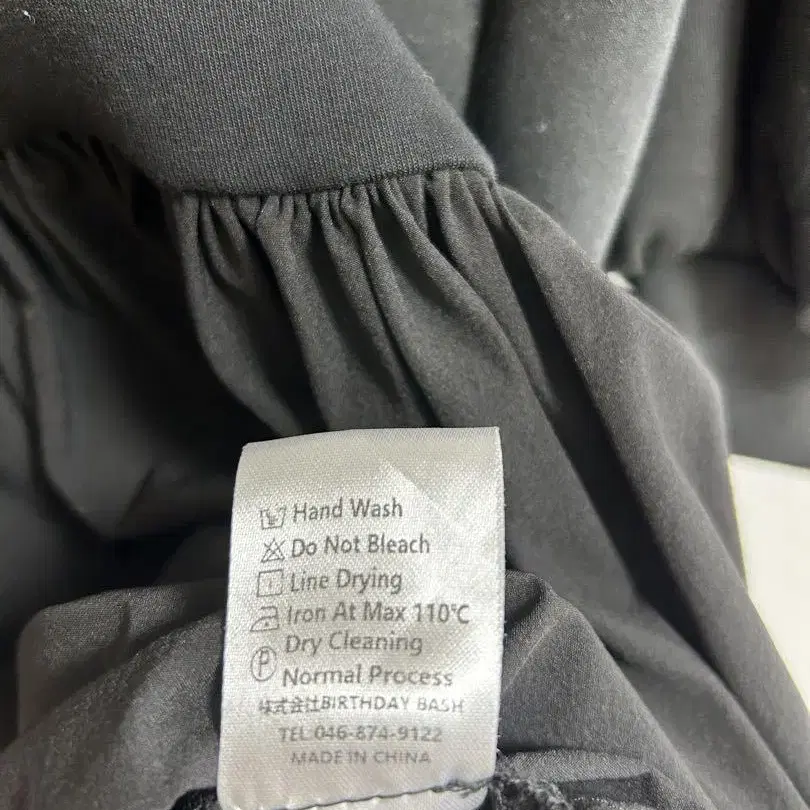 Hand Wash
Do Not Bleach
Line Drying
Iron At Max 110℃
Dry Cleaning
P
Normal Process
株式会社BIRTHDAY BASH
TEL 046-874-9122
MADE IN CHINA